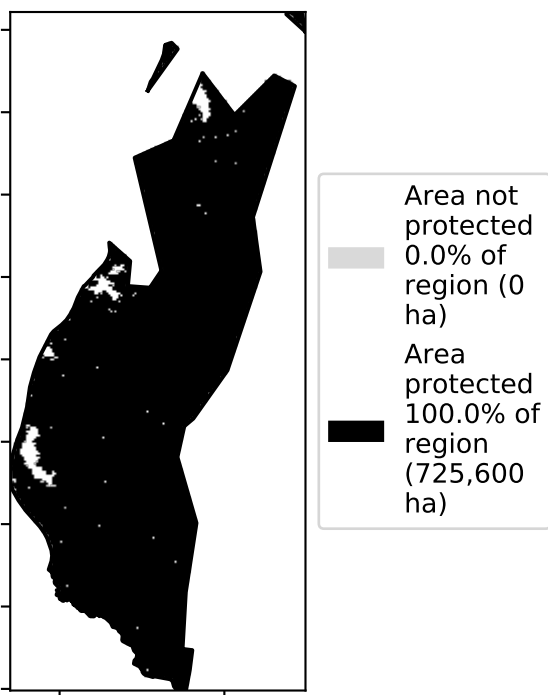 Area not
protected
0.0% of
region (0
ha)
Area
protected
100.0% of
region
(725,600
ha)